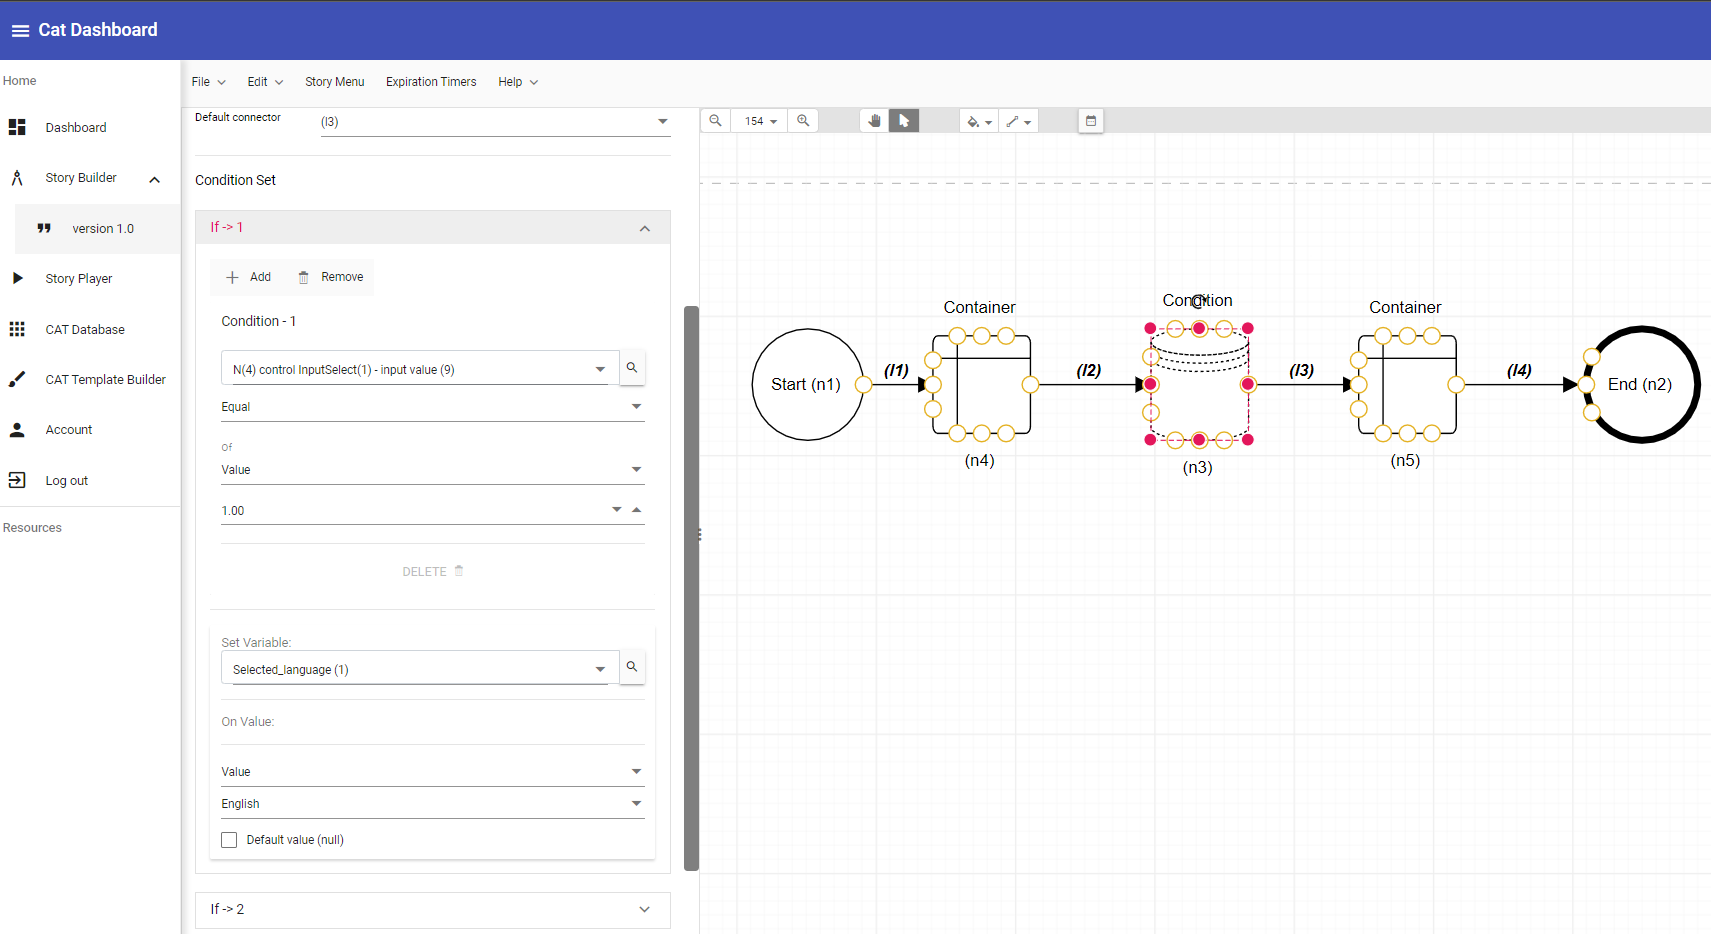 Cat Dashboard
Home
Dashboard
Story Builder
version 1.0
Story Player
CAT Database
CAT Template Builder
Account
Log out
Resources
File Edit Story Menu Expiration Timers Help
Default connector (l3)
Condition Set
If -> 1
Add Remove
Condition - 1
N(4) control InputSelect(1) - input value (9)
Equal
Of
Value
1.00
DELETE
Set Variable:
Selected_language (1)
On Value:
Value
English
Default value (null)
If -> 2
154
Container Condition Container
Start (n1) (l1) (l2) (l3) (l4) End (n2)
(n4) (n3) (n5)